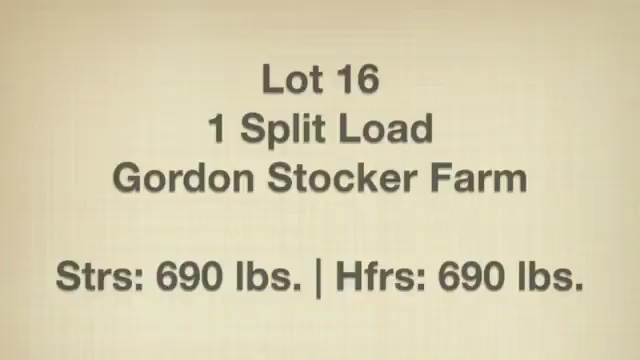 Lot 16
1 Split Load
Gordon Stocker Farm
Strs: 690 lbs. | Hfrs: 690 lbs.